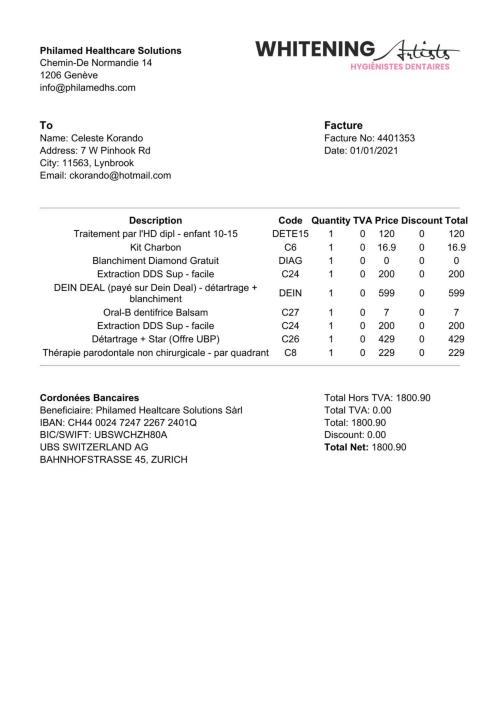 Philamed Healthcare Solutions
Chemin-De Normandie 14
1206 Genève
info@philamedhs.com
WHITENING Artists
HYGIÉNISTES DENTAIRES
To
Name: Celeste Korando
Address: 7 W Pinhook Rd
City: 11563, Lynbrook
Email: ckorando@hotmail.com
Facture
Facture No: 4401353
Date: 01/01/2021
Description Code Quantity TVA Price Discount Total
Traitement par l'HD dipl - enfant 10-15 DETE15 1 0 120 0 120
Kit Charbon C6 1 0 16.9 0 16.9
Blanchiment Diamond Gratuit DIAG 1 0 0 0 0
Extraction DDS Sup - facile C24 1 0 200 0 200
DEIN DEAL (payé sur Dein Deal) - détartrage +
blanchiment DEIN 1 0 599 0 599
Oral-B dentifrice Balsam C27 1 0 7 0 7
Extraction DDS Sup - facile C24 1 0 200 0 200
Détartrage + Star (Offre UBP) C26 1 0 429 0 429
Thérapie parodontale non chirurgicale - par quadrant C8 1 0 229 0 229
Cordonées Bancaires
Beneficiaire: Philamed Healtcare Solutions Sàrl
IBAN: CH44 0024 7247 2267 2401Q
BIC/SWIFT: UBSWCHZH80A
UBS SWITZERLAND AG
BAHNHOFSTRASSE 45, ZURICH
Total Hors TVA: 1800.90
Total TVA: 0.00
Total: 1800.90
Discount: 0.00
Total Net: 1800.90